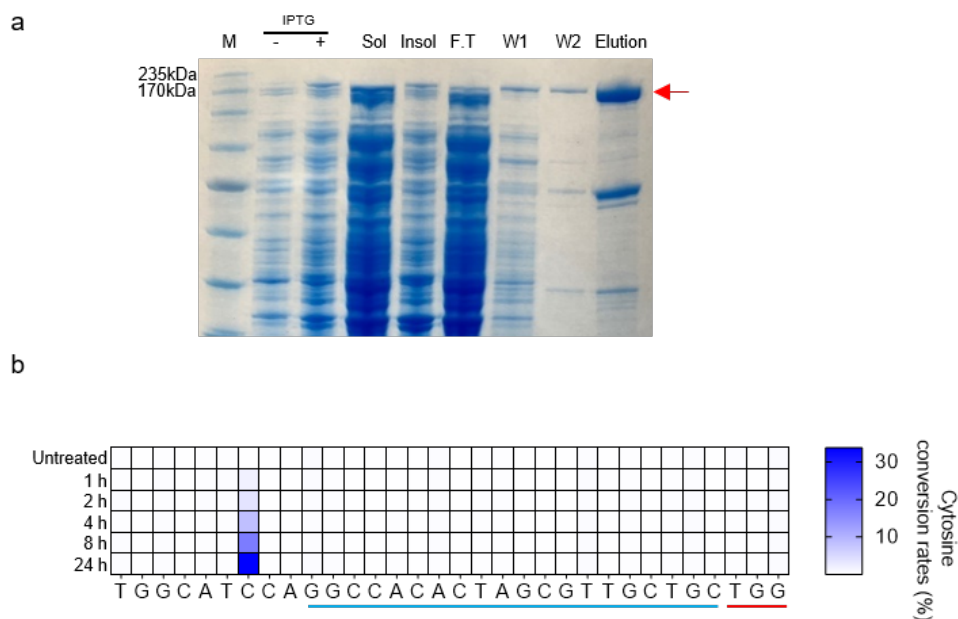 a
IPTG
M - + Sol Insol F.T W1 W2 Elution
235kDa
170kDa
b
Untreated
1 h
2 h
4 h
8 h
24 h
T G G C A T C C A G G C C A C A C T A G C G T T G C T G C T G G
30
20
10
Cytosine
conversion rates (%)